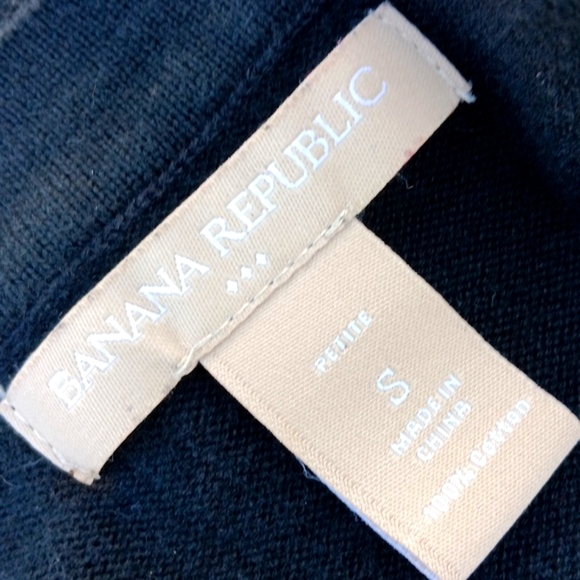 BANANA REPUBLIC
PETITE
S
MADE IN
CHINA
100% Cotton